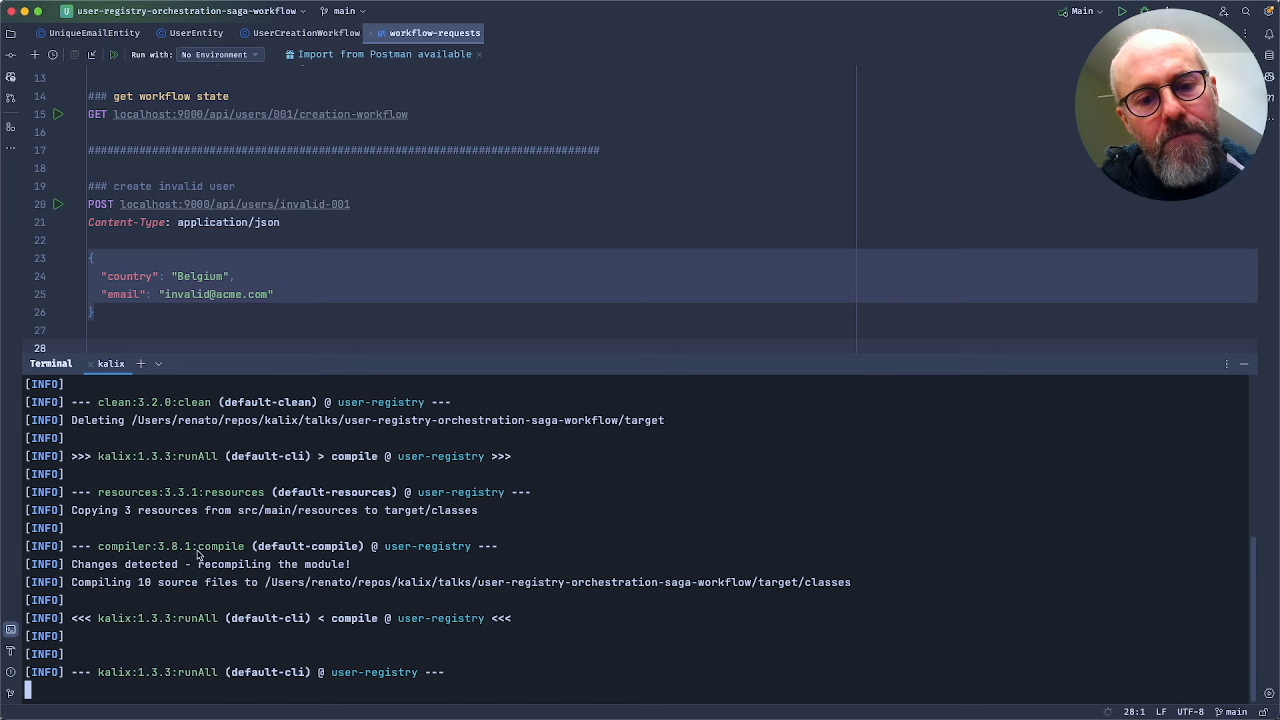 U user-registry-orchestration-saga-workflow main Main
UniqueEmailEntity UserEntity UserCreationWorkflow workflow-requests
Run with: No Environment Import from Postman available
13
14 ### get workflow state
15 GET localhost:9000/api/users/001/creation-workflow
16
17 ##############################################################################
18
19 ### create invalid user
20 POST localhost:9000/api/users/invalid-001
21 Content-Type: application/json
22
23 {
24 "country": "Belgium",
25 "email": "invalid@acme.com"
26 }
27
28
Terminal kalix
[INFO]
[INFO] --- clean:3.2.0:clean (default-clean) @ user-registry ---
[INFO] Deleting /Users/renato/repos/kalix/talks/user-registry-orchestration-saga-workflow/target
[INFO]
[INFO] >>> kalix:1.3.3:runAll (default-cli) > compile @ user-registry >>>
[INFO]
[INFO] --- resources:3.3.1:resources (default-resources) @ user-registry ---
[INFO] Copying 3 resources from src/main/resources to target/classes
[INFO]
[INFO] --- compiler:3.8.1:compile (default-compile) @ user-registry ---
[INFO] Changes detected - recompiling the module!
[INFO] Compiling 10 source files to /Users/renato/repos/kalix/talks/user-registry-orchestration-saga-workflow/target/classes
[INFO]
[INFO] <<< kalix:1.3.3:runAll (default-cli) < compile @ user-registry <<<
[INFO]
[INFO]
[INFO] --- kalix:1.3.3:runAll (default-cli) @ user-registry ---
28:1 LF UTF-8 main